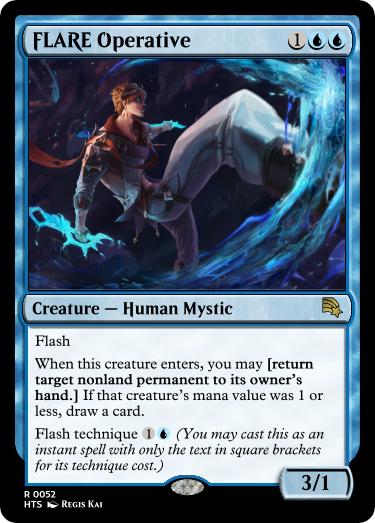 FLARE Operative 1
Creature — Human Mystic
Flash
When this creature enters, you may [return
target nonland permanent to its owner's
hand.] If that creature's mana value was 1 or
less, draw a card.
Flash technique 1 (You may cast this as an
instant spell with only the text in square brackets
for its technique cost.)
3/1
R 0052
HTS Regis Kai